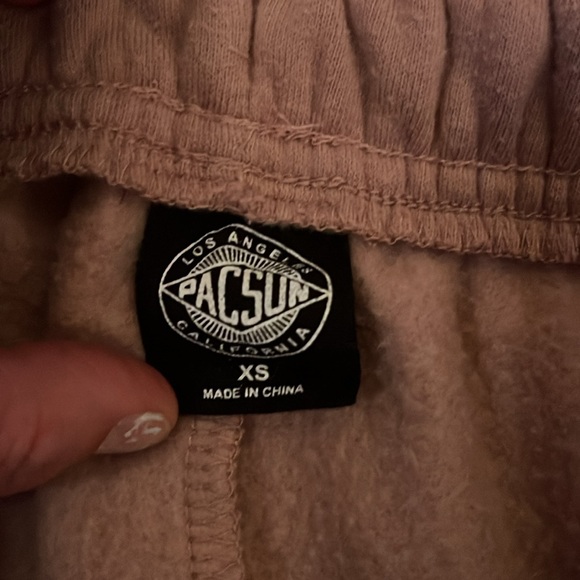 LOS ANGELES
PACSUN
CALIFORNIA
XS
MADE IN CHINA